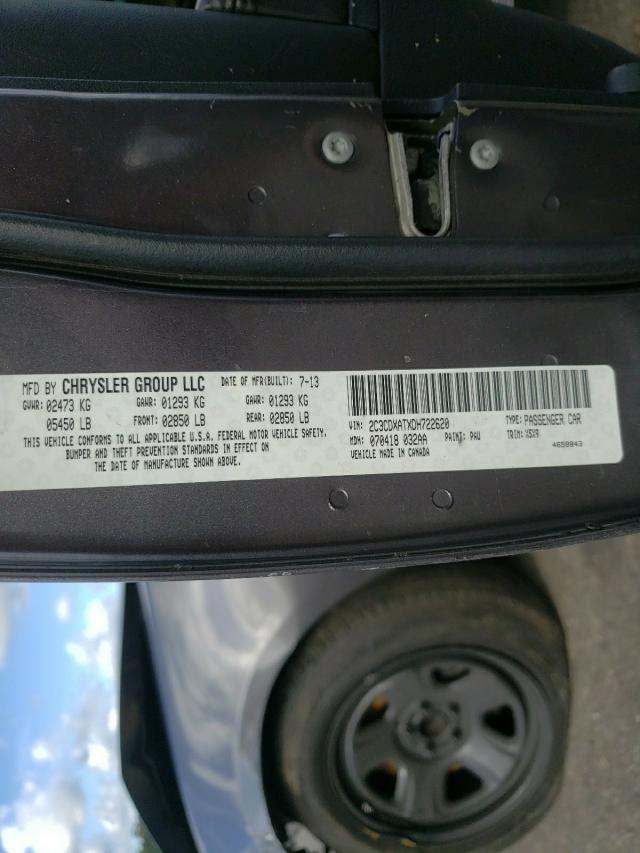 MFD BY CHRYSLER GROUP LLC DATE OF MFR(BUILT): 7-13
GVWR: 02473 KG GAWR: 01293 KG GAWR: 01293 KG
05450 LB FRONT: 02850 LB REAR: 02850 LB
THIS VEHICLE CONFORMS TO ALL APPLICABLE U.S.A. FEDERAL MOTOR VEHICLE SAFETY,
BUMPER AND THEFT PREVENTION STANDARDS IN EFFECT ON
THE DATE OF MANUFACTURE SHOWN ABOVE.
VIN: 2C3CDXATXDH722620 TYPE: PASSENGER CAR
MDH: 070418 032AA PAINT: PAV TRIM: X5X9
VEHICLE MADE IN CANADA 4658843